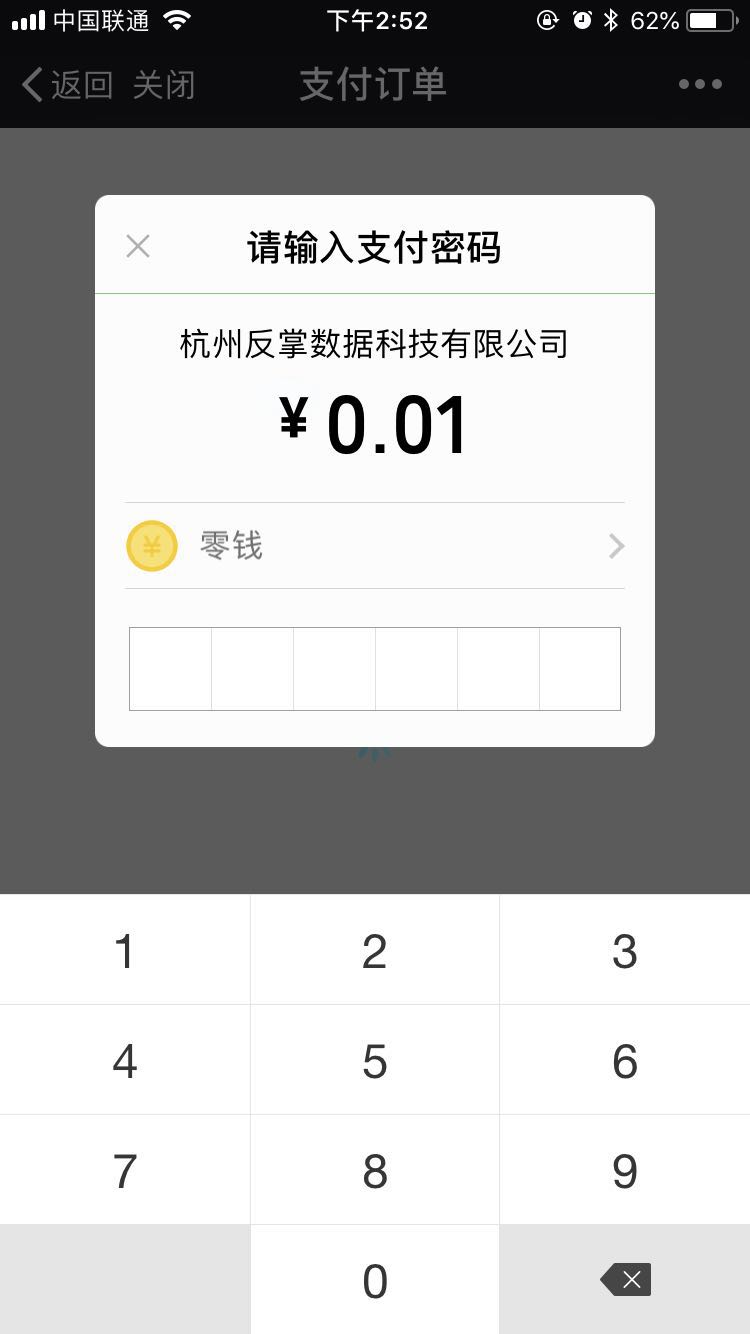 中国联通 下午2:52 62%
返回 关闭 支付订单
请输入支付密码
杭州反掌数据科技有限公司
¥ 0.01
¥ 零钱
1 2 3
4 5 6
7 8 9
0